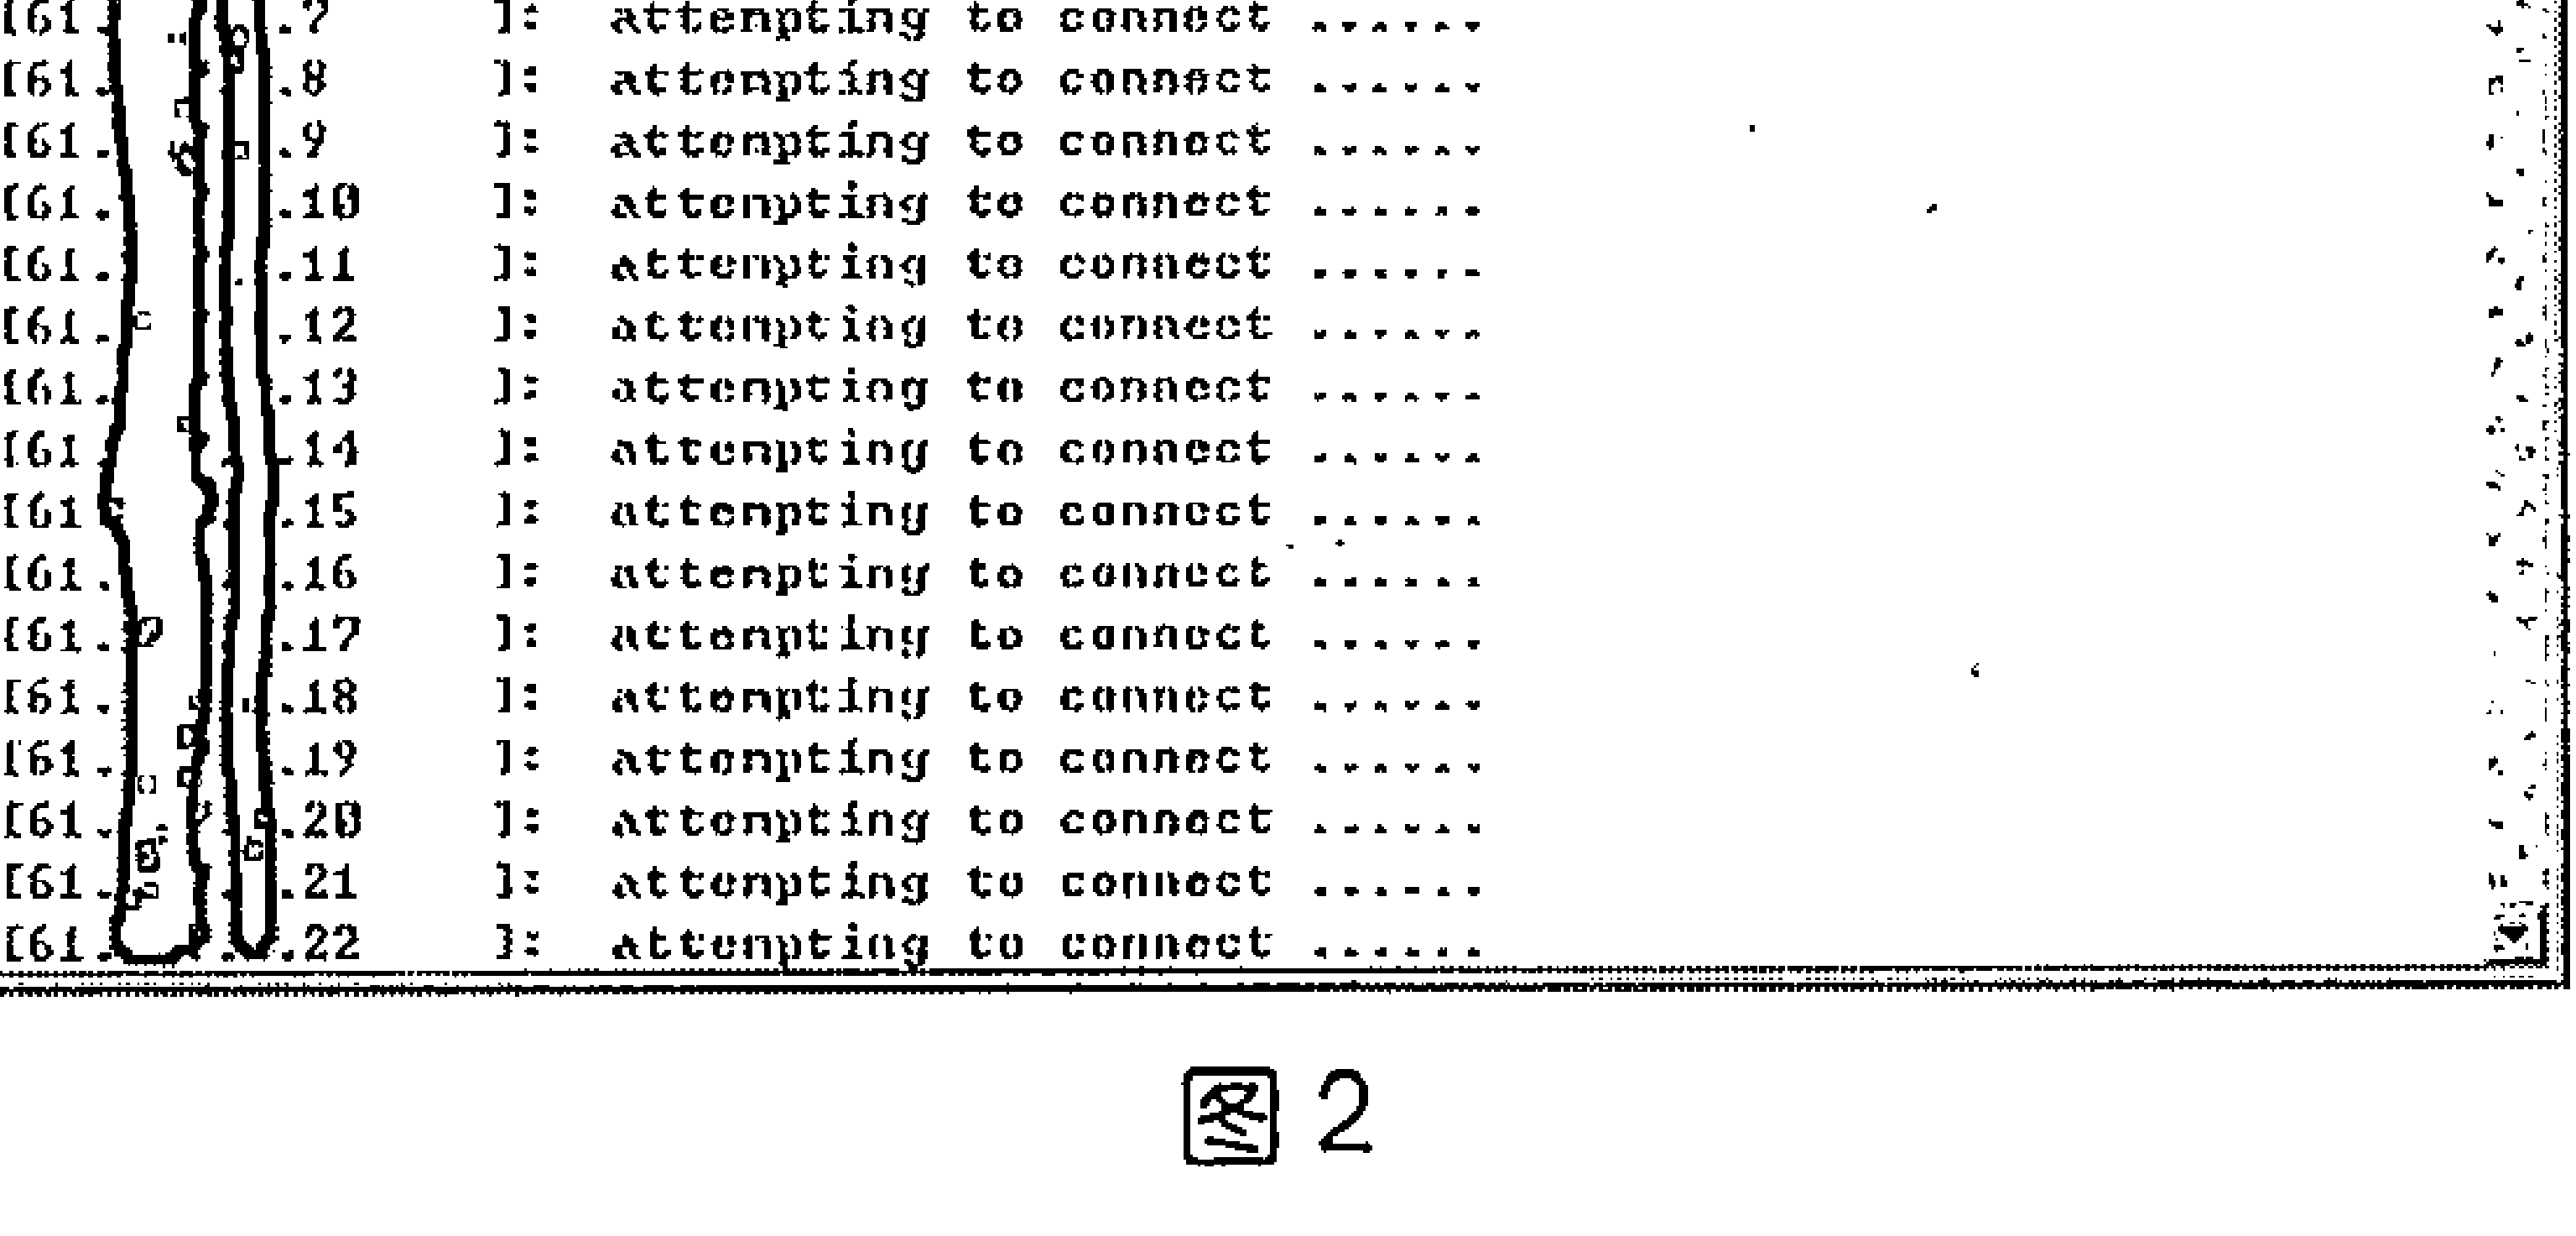 [61. .7 ]: attempting to connect ......
[61. .8 ]: attempting to connect ......
[61. .9 ]: attempting to connect ......
[61. .10 ]: attempting to connect ......
[61. .11 ]: attempting to connect ......
[61. .12 ]: attempting to connect ......
[61. .13 ]: attempting to connect ......
[61. .14 ]: attempting to connect ......
[61. .15 ]: attempting to connect ......
[61. .16 ]: attempting to connect ......
[61. .17 ]: attempting to connect ......
[61. .18 ]: attempting to connect ......
[61. .19 ]: attempting to connect ......
[61. .20 ]: attempting to connect ......
[61. .21 ]: attempting to connect ......
[61. .22 ]: attempting to connect ......
图 2